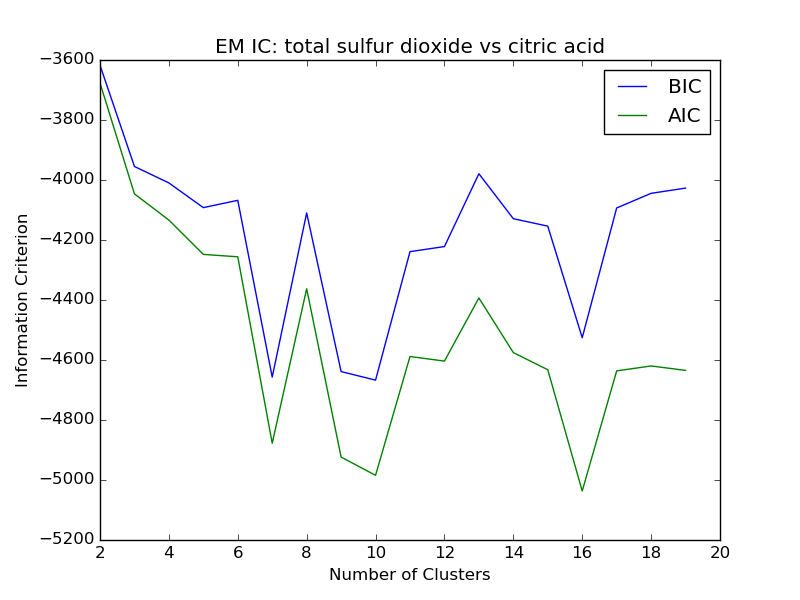 EM IC: total sulfur dioxide vs citric acid
−3600
−3800
−4000
−4200
−4400
−4600
−4800
−5000
−5200
Information Criterion
BIC
AIC
2 4 6 8 10 12 14 16 18 20
Number of Clusters